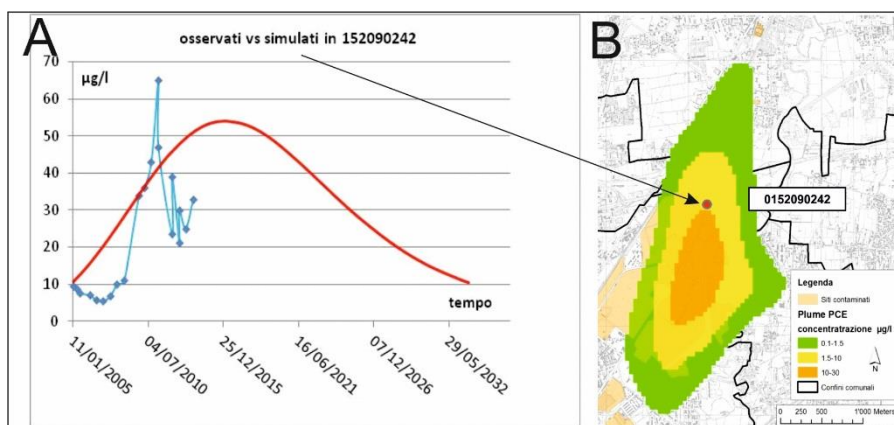 A
osservati vs simulati in 152090242
µg/l
70
60
50
40
30
20
10
0
tempo
11/01/2005
04/07/2010
25/12/2015
16/06/2021
07/12/2026
29/05/2032
B
0152090242
Legenda
Siti contaminati
Plume PCE
concentratrazione µg/l
0.1-1.5
1.5-10
10-30
Confini comunali
N
0 250 500 1'000 Meters